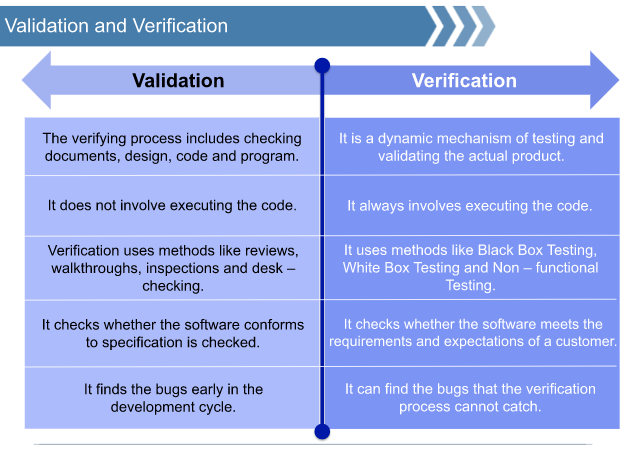 Validation and Verification
Validation
Verification
The verifying process includes checking
documents, design, code and program.
It is a dynamic mechanism of testing and
validating the actual product.
It does not involve executing the code.
It always involves executing the code.
Verification uses methods like reviews,
walkthroughs, inspections and desk –
checking.
It uses methods like Black Box Testing,
White Box Testing and Non – functional
Testing.
It checks whether the software conforms
to specification is checked.
It checks whether the software meets the
requirements and expectations of a customer.
It finds the bugs early in the
development cycle.
It can find the bugs that the verification
process cannot catch.